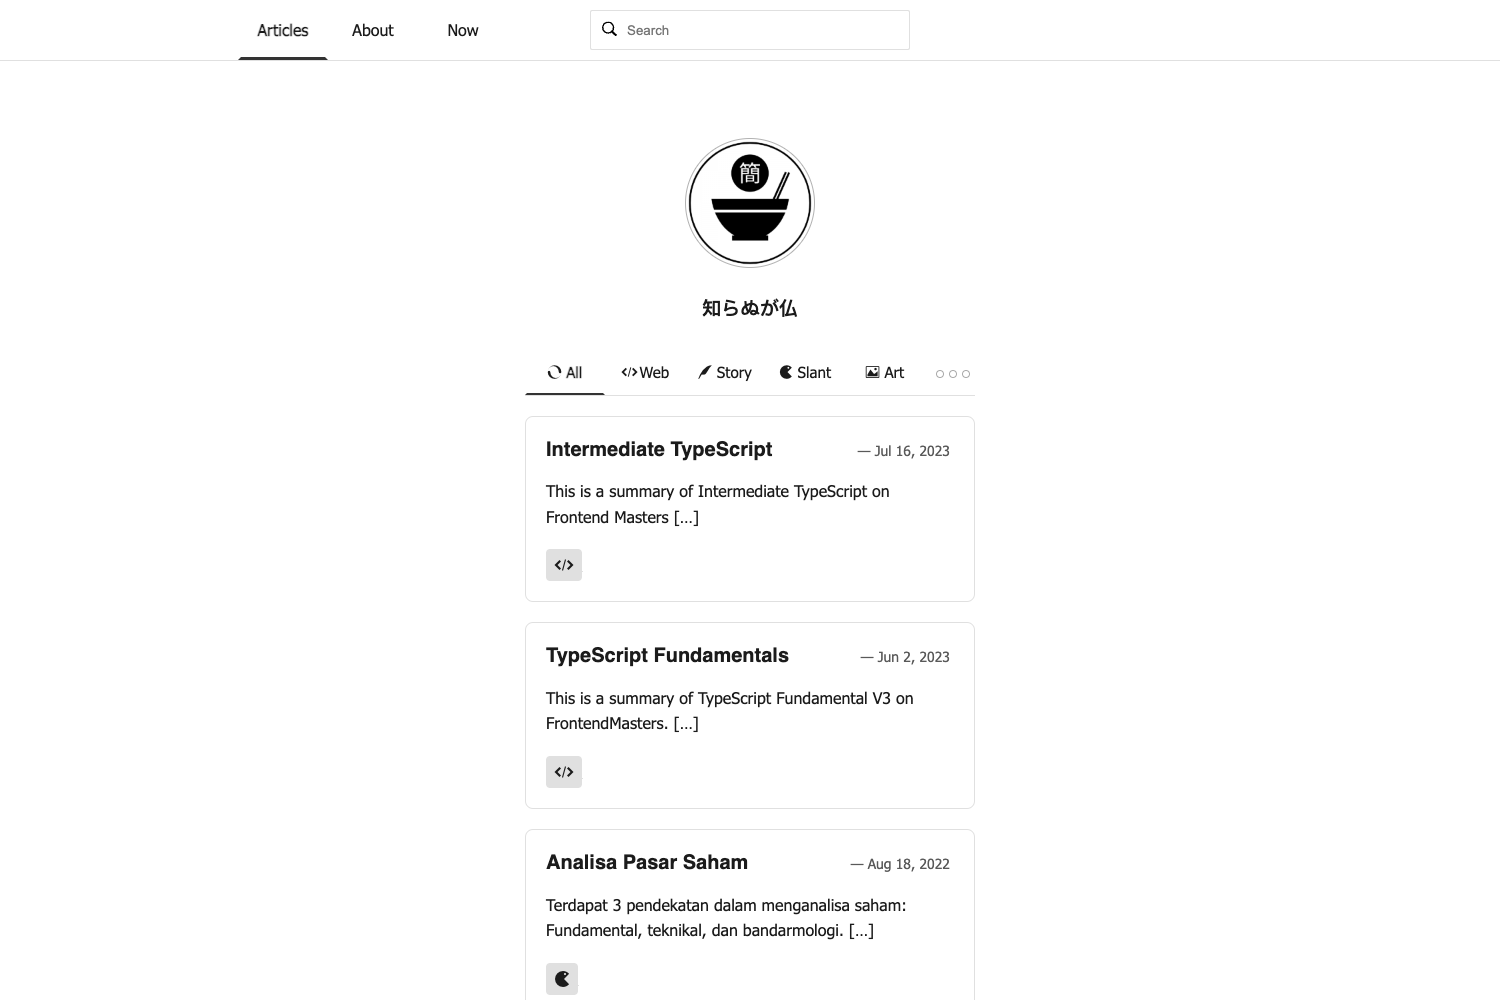 Articles
About
Now
Search
簡
知らぬが仏
All
Web
Story
Slant
Art
Intermediate TypeScript
— Jul 16, 2023
This is a summary of Intermediate TypeScript on
Frontend Masters [...]
TypeScript Fundamentals
— Jun 2, 2023
This is a summary of TypeScript Fundamental V3 on
FrontendMasters. [...]
Analisa Pasar Saham
— Aug 18, 2022
Terdapat 3 pendekatan dalam menganalisa saham:
Fundamental, teknikal, dan bandarmologi. [...]